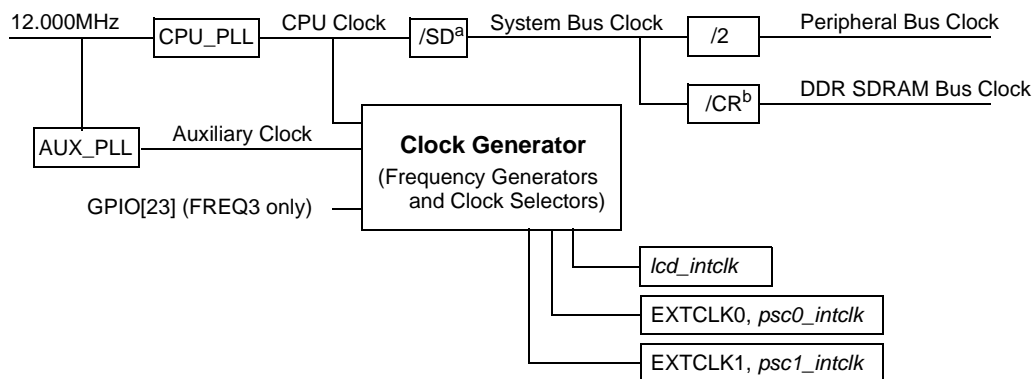 12.000MHz CPU_PLL CPU Clock /SDa System Bus Clock /2 Peripheral Bus Clock
/CRb DDR SDRAM Bus Clock
AUX_PLL Auxiliary Clock
Clock Generator
(Frequency Generators
and Clock Selectors)
GPIO[23] (FREQ3 only)
lcd_intclk
EXTCLK0, psc0_intclk
EXTCLK1, psc1_intclk